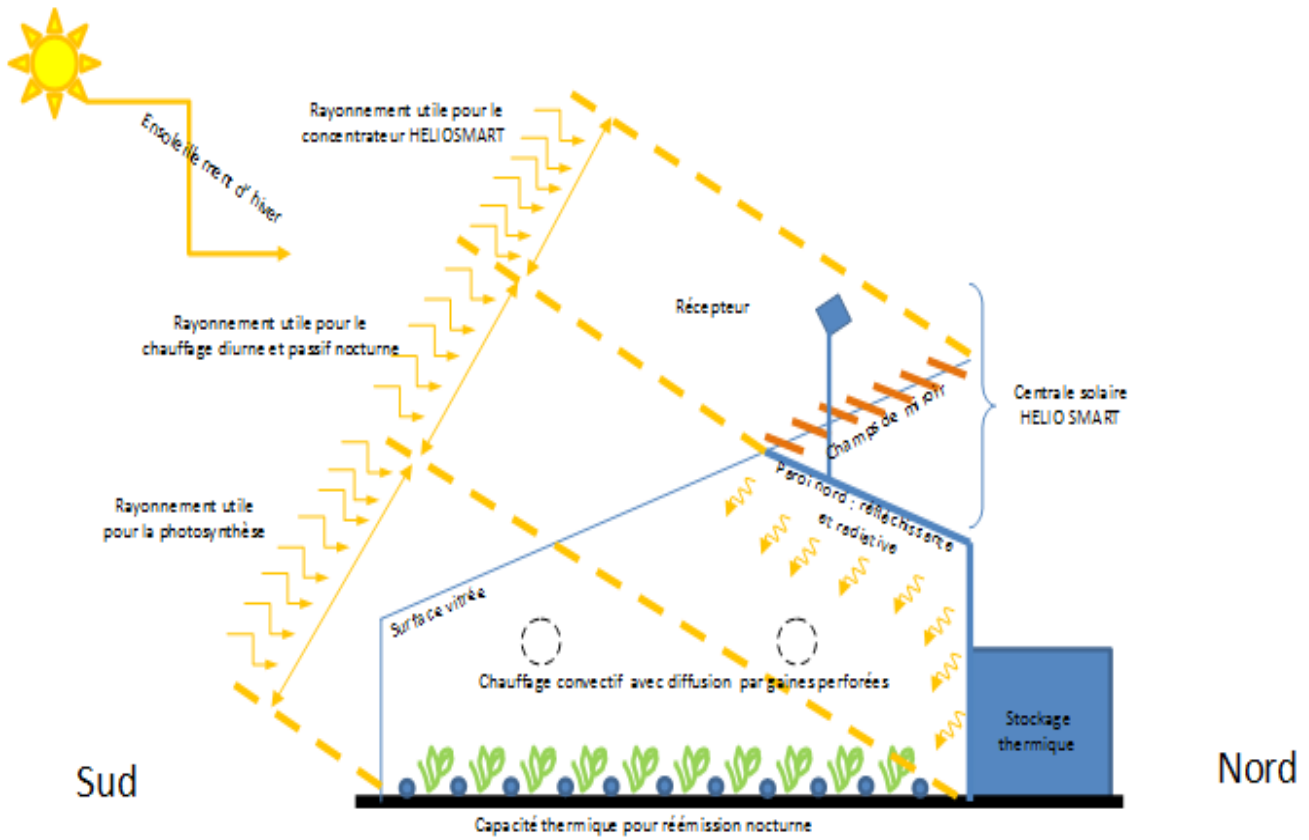 Ensoleillement d'hiver
Rayonnement utile pour le
concentrateur HELIOSMART
Rayonnement utile pour le
chauffage diurne et passif nocturne
Rayonnement utile
pour la photosynthèse
Récepteur
Champs de miroir
Centrale solaire
HELIO SMART
Paroi nord : réfléchissante
et radiative
Surface vitrée
Chauffage convectif avec diffusion par gaines perforées
Stockage
thermique
Sud
Nord
Capacité thermique pour réémission nocturne